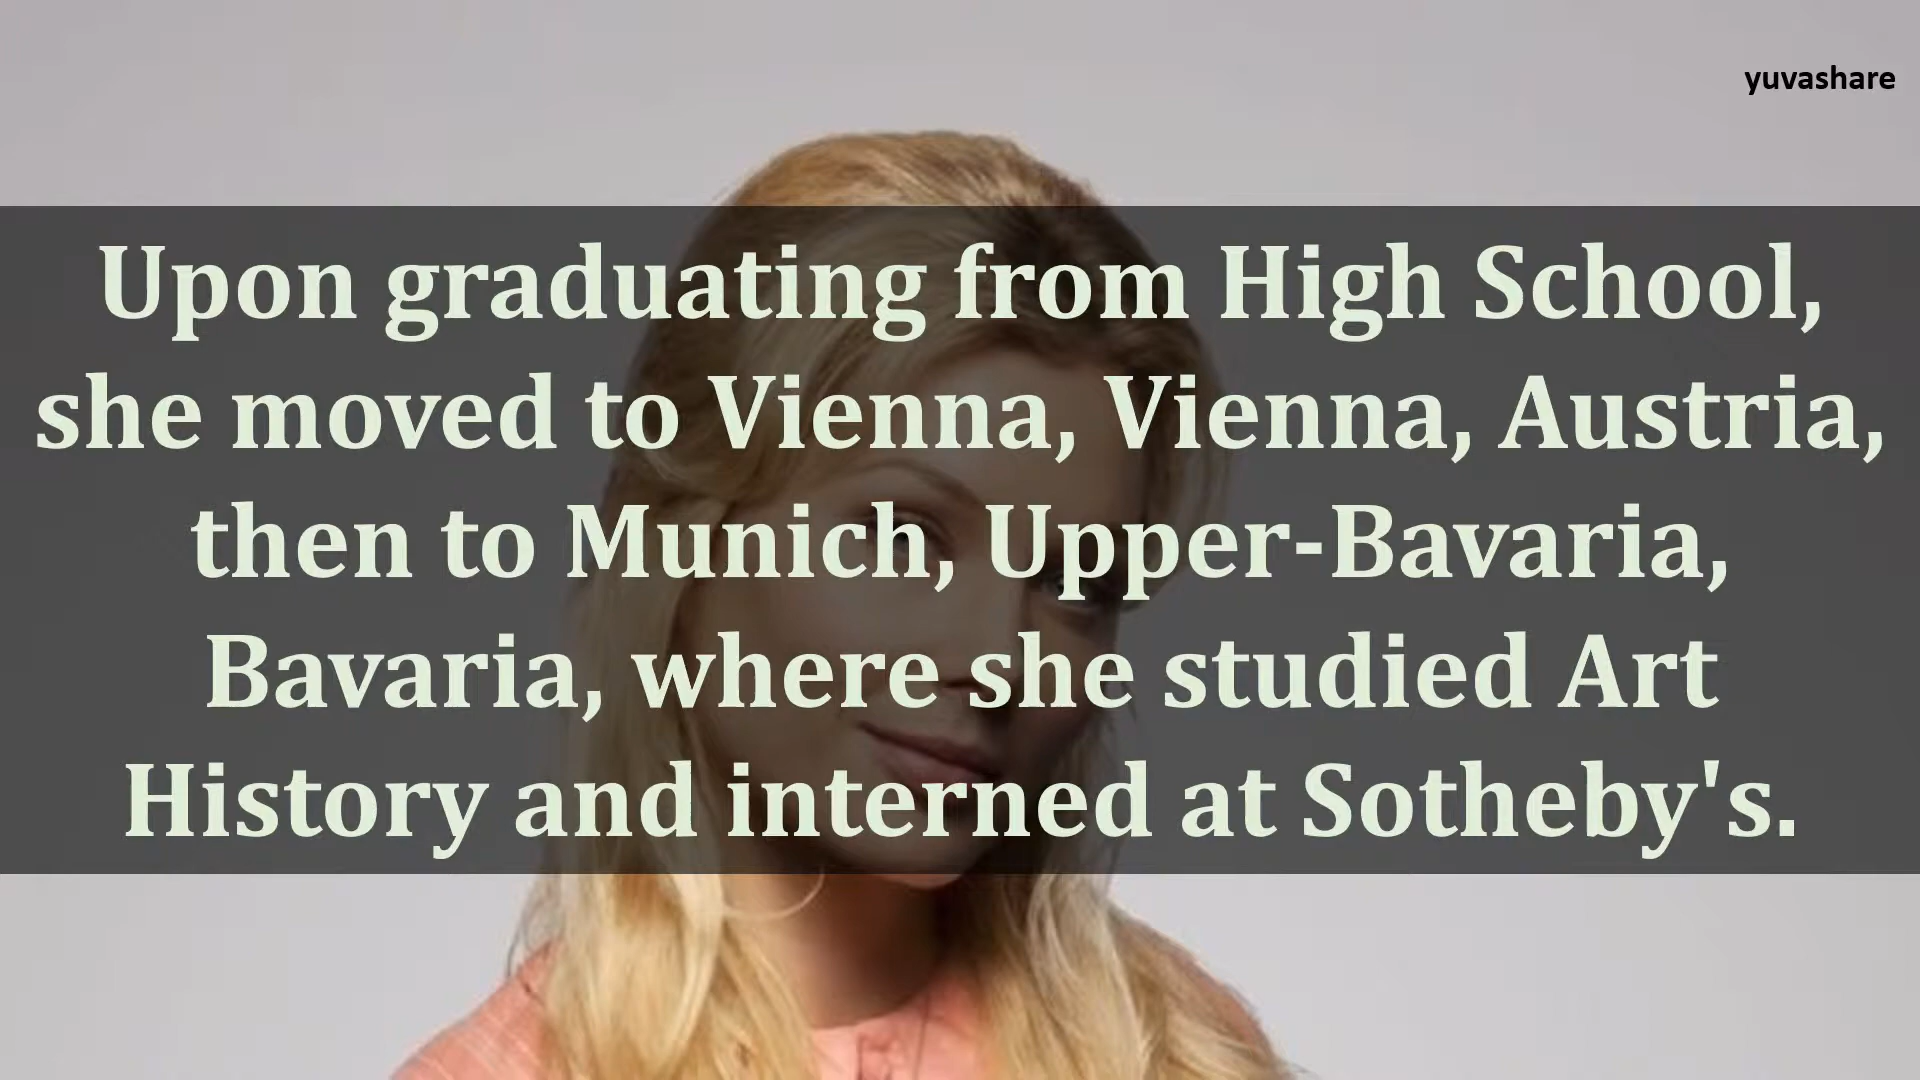 yuvashare
Upon graduating from High School,
she moved to Vienna, Vienna, Austria,
then to Munich, Upper-Bavaria,
Bavaria, where she studied Art
History and interned at Sotheby's.